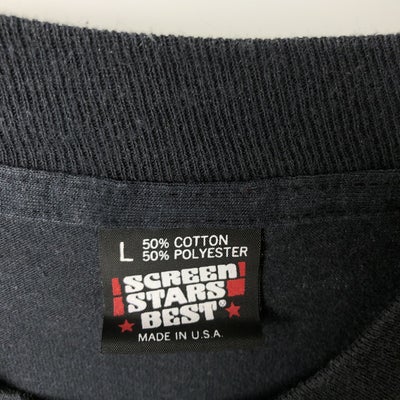 L 50% COTTON
50% POLYESTER
SCREEN
STARS
BEST®
MADE IN U.S.A.